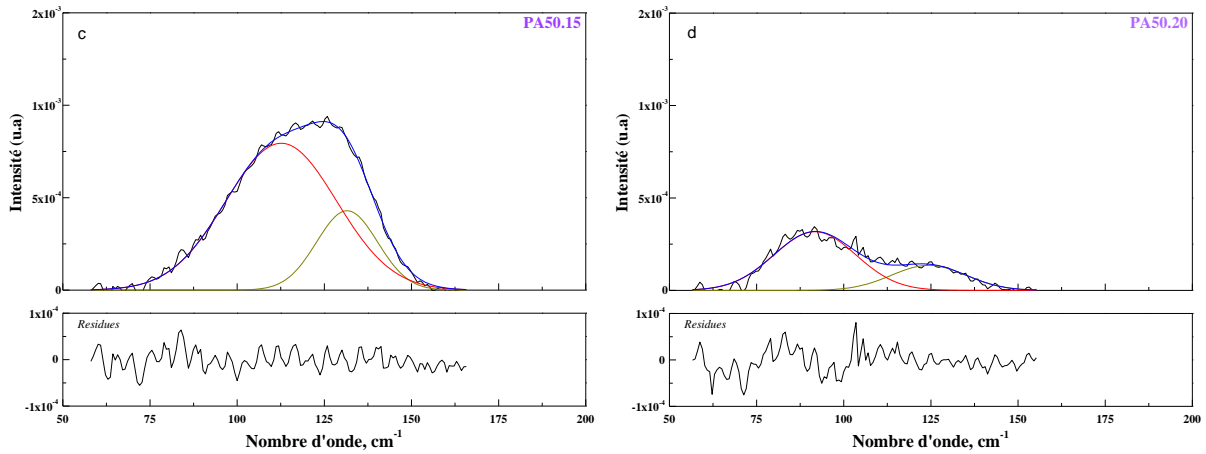 c
PA50.15
2x10-3
1x10-3
5x10-4
0
Intensité (u.a)
Residues
1x10-4
0
-1x10-4
50 75 100 125 150 175 200
Nombre d'onde, cm-1
d
PA50.20
2x10-3
1x10-3
5x10-4
0
Intensité (u.a)
Residues
1x10-4
0
-1x10-4
50 75 100 125 150 175 200
Nombre d'onde, cm-1